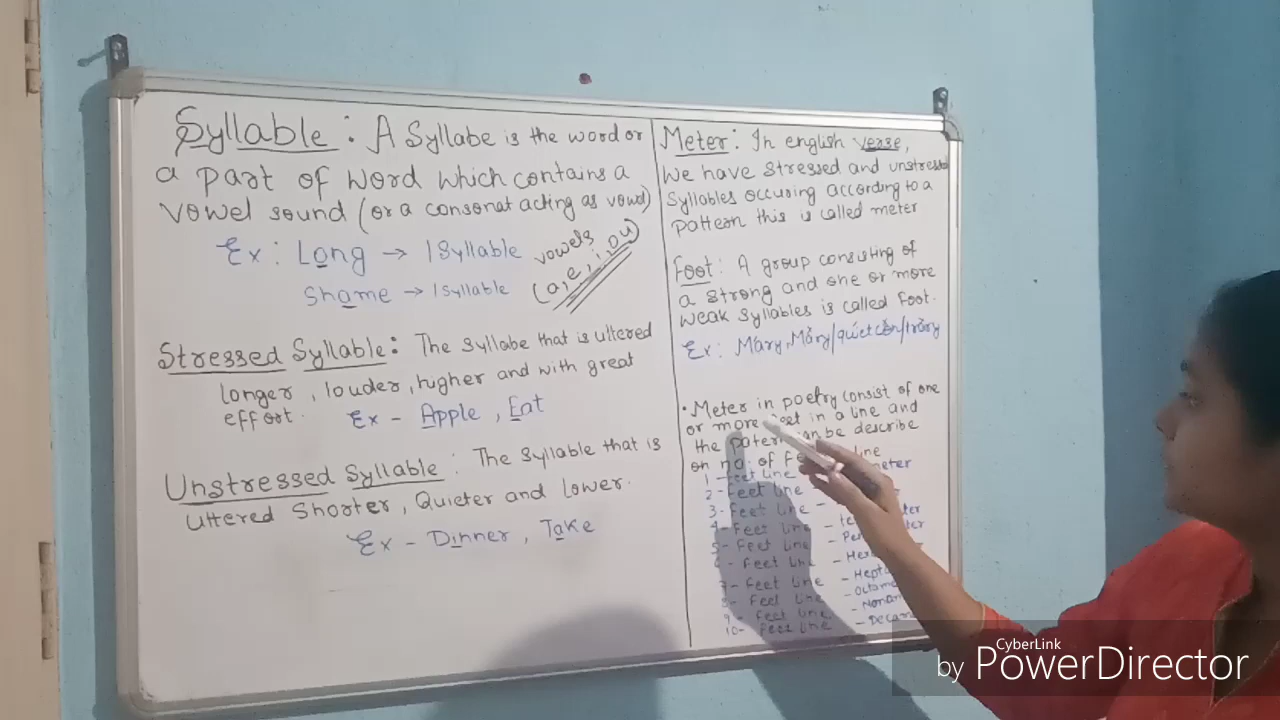 Syllable : A Syllabe is the word or
a part of word which contains a
vowel sound (or a consonat acting as vowel)
Ex : Long → 1 Syllable
Shame → 1 syllable
vowels
(a, e, i, o u)
Stressed Syllable : The syllabe that is uttered
longer , louder, higher and with great
effort.
Ex - Apple , Eat
Unstressed Syllable : The syllable that is
uttered Shorter , Quieter and lower.
Ex - Dinner , Take
Meter : In english verse,
we have stressed and unstressed
syllables occuring according to a
pattern this is called meter
Foot : A group consisting of
a strong and one or more
weak syllables is called foot.
Ex : Mary, Mary/quiet
• Meter in poetry consist of one
or more feet in a line and
the patern can be describe
on no. of line
1 - Feet line
2 - Feet line
3 - Feet line -
4 - Feet line
5 - Feet line
6 - Feet line
7 - Feet line
8 - Feet line
9 - Feet line
10 - Feet line
CyberLink
by PowerDirector